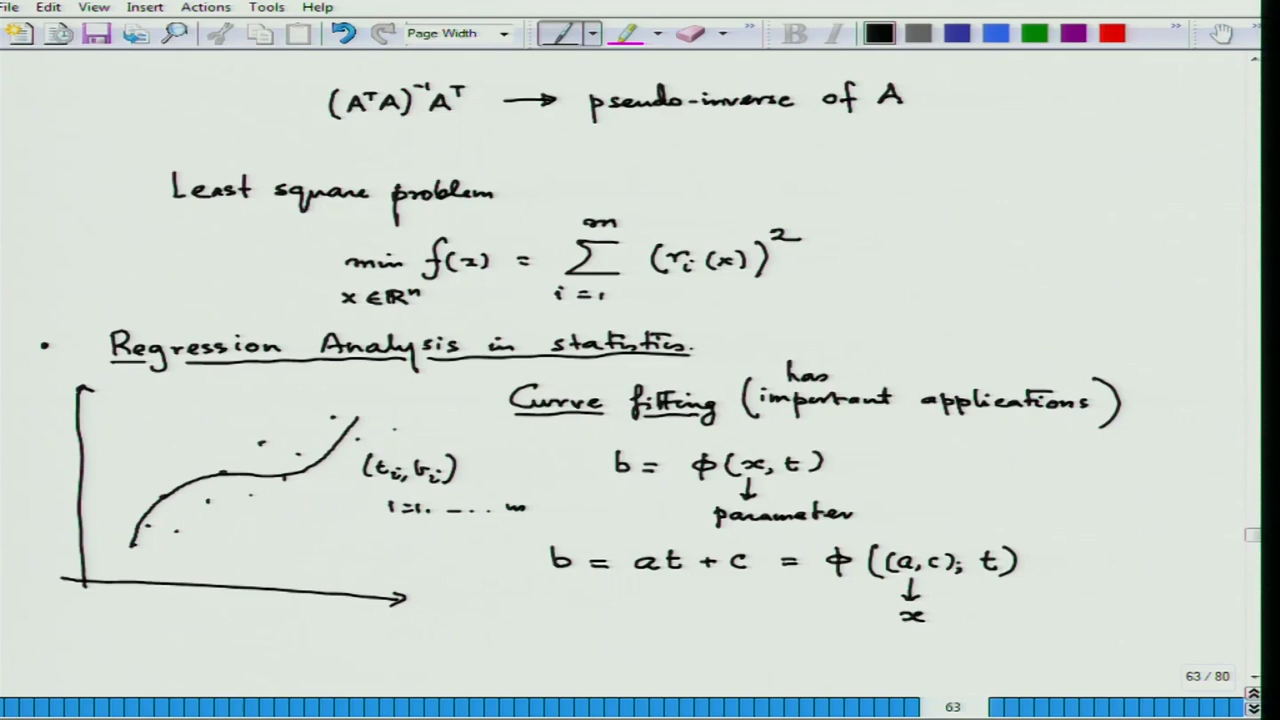 File Edit View Insert Actions Tools Help
Page Width
(AᵀA)⁻¹Aᵀ → pseudo-inverse of A
Least square problem
min f(x) = Σ (rᵢ(x))²
x ∈ ℝⁿ
m
i = 1
• Regression Analysis in statistics.
Curve fitting (has important applications)
(tᵢ, bᵢ)
i=1, ..... m
b = φ(x, t)
↓
parameter
b = at + c = φ((a,c); t)
↓
x
63 / 80
63